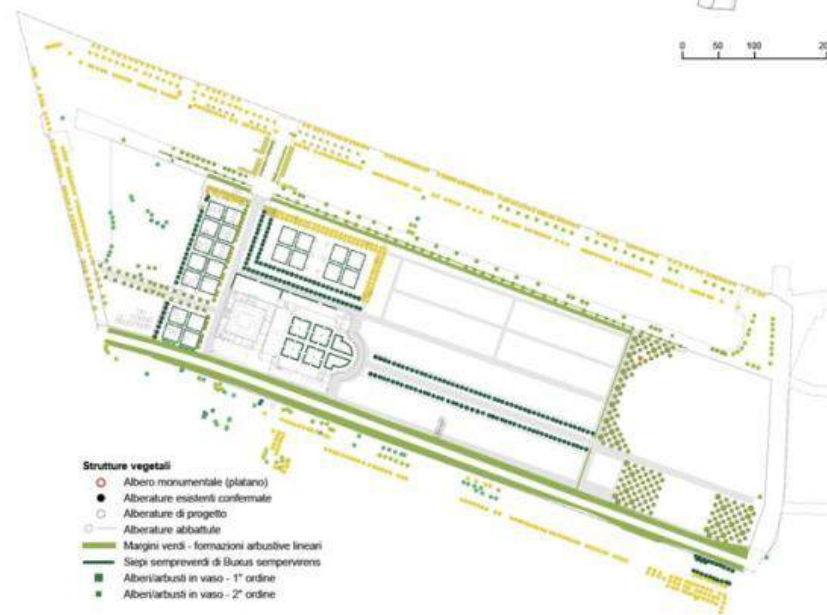 0 50 100 20
Strutture vegetali
Albero monumentale (platano)
Alberature esistenti confermate
Alberature di progetto
Alberature abbattute
Margini verdi - formazioni arbustive lineari
Siepi sempreverdi di Buxus sempervirens
Alberi/arbusti in vaso - 1° ordine
Alberi/arbusti in vaso - 2° ordine